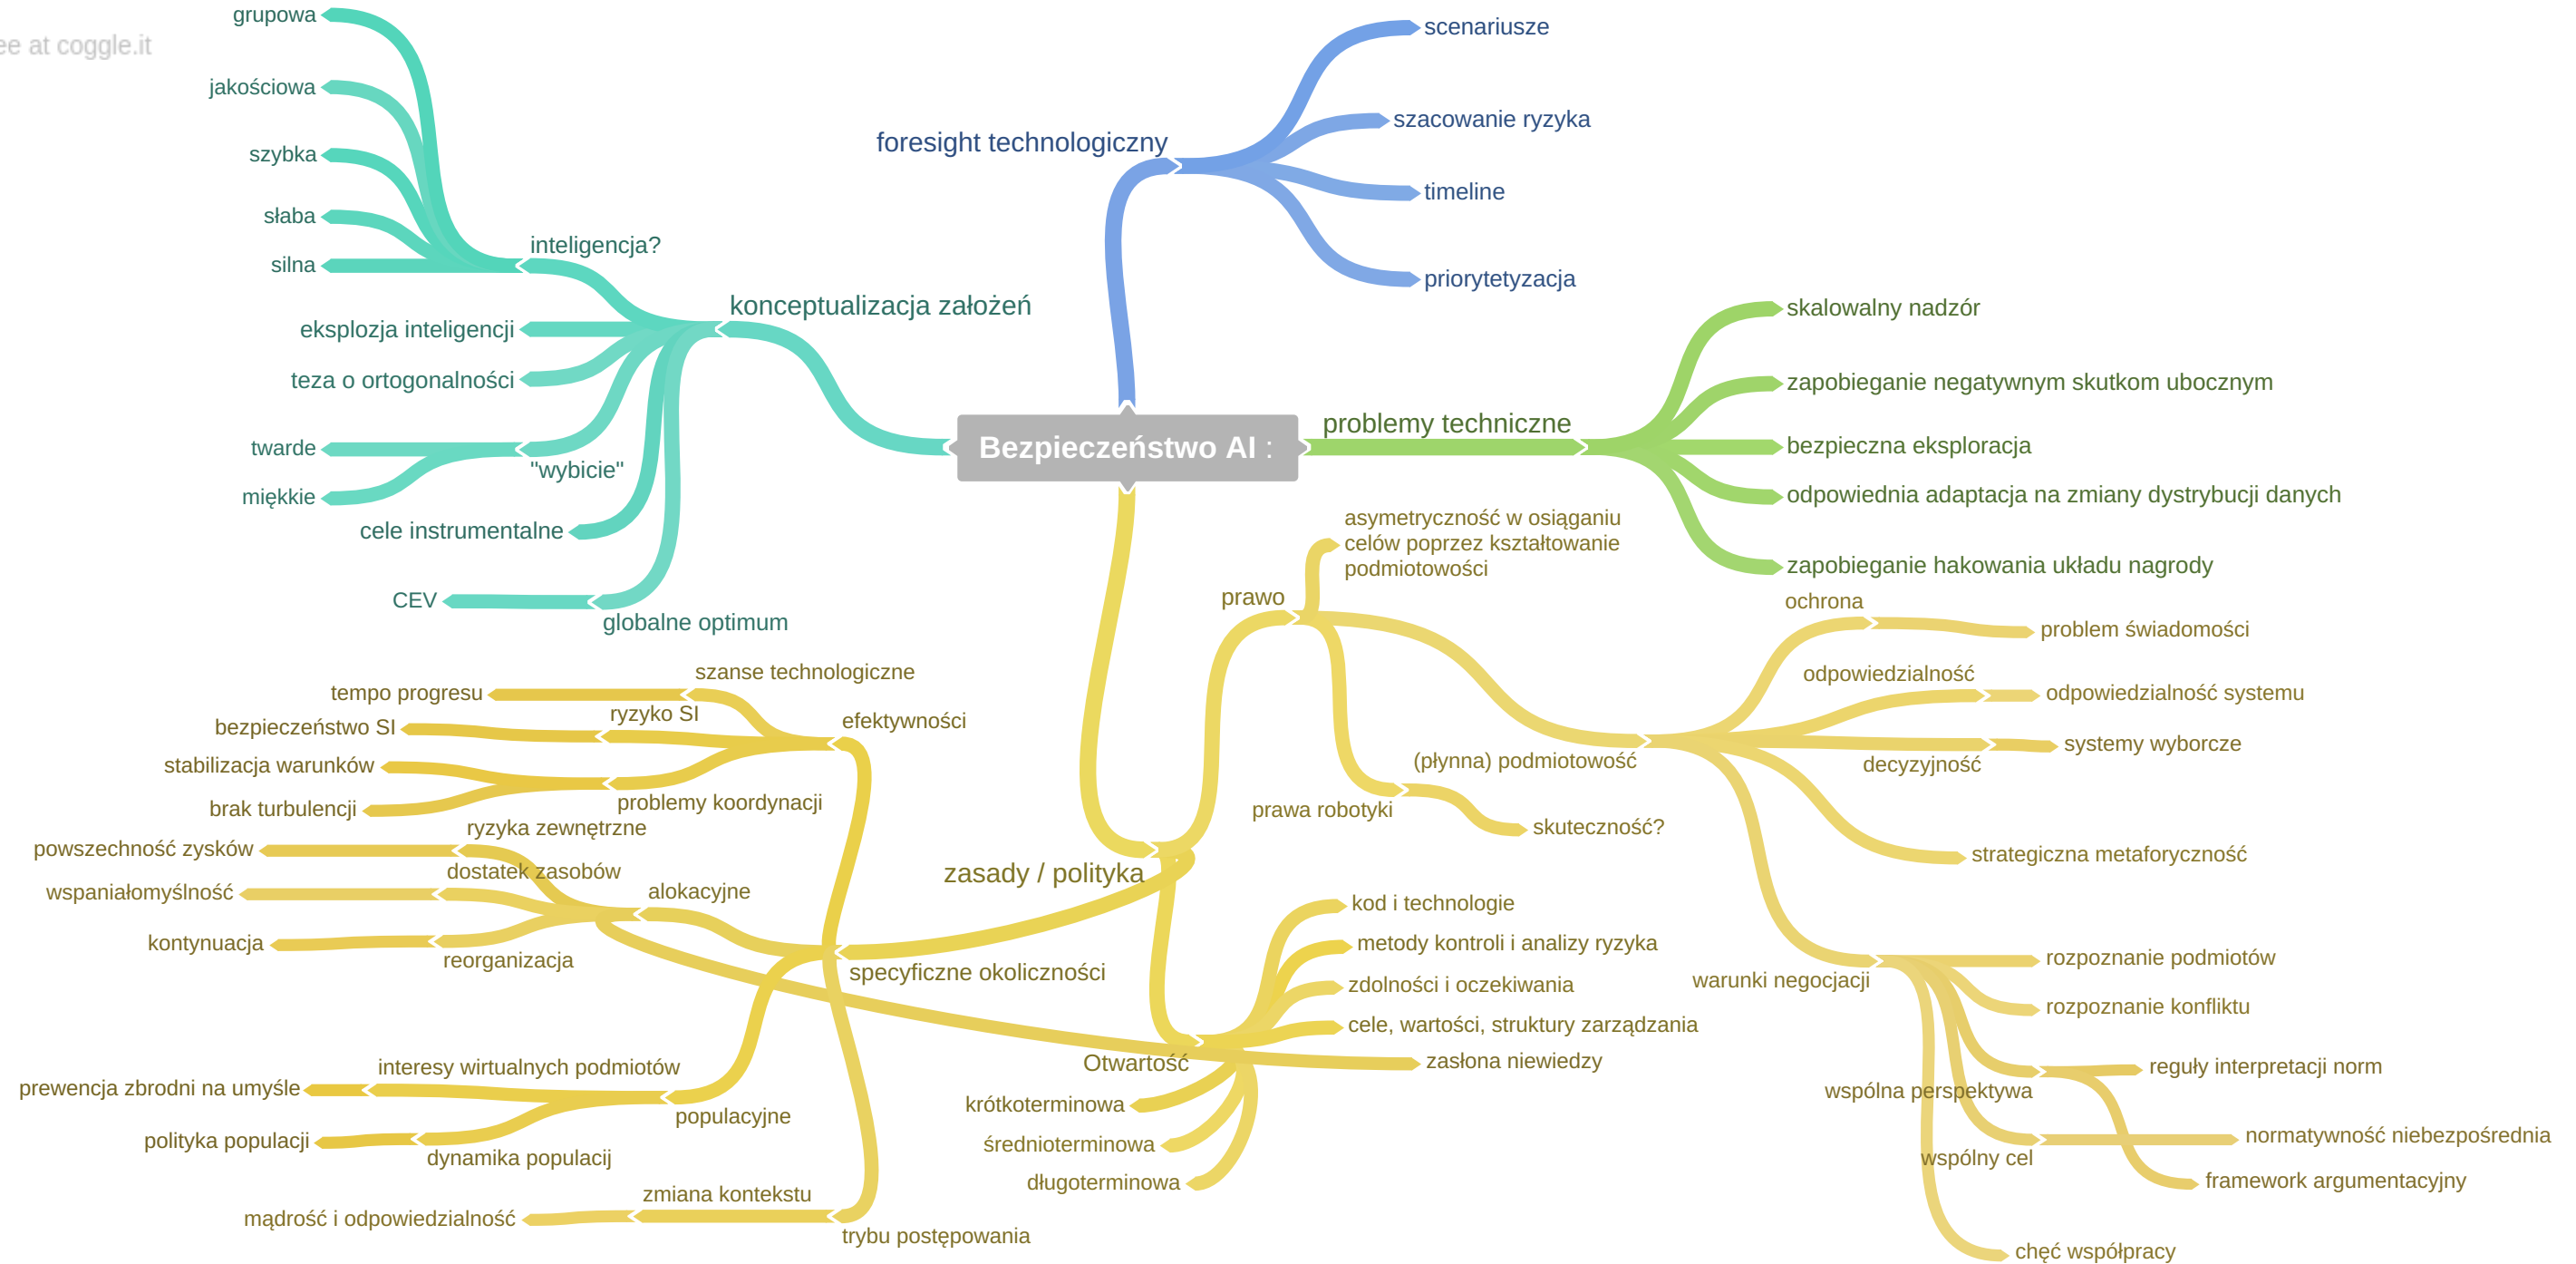 ee at coggle.it
grupowa
jakościowa
szybka
słaba
silna
inteligencja?
eksplozja inteligencji
teza o ortogonalności
twarde
miękkie
"wybicie"
cele instrumentalne
CEV
globalne optimum
konceptualizacja założeń
foresight technologiczny
scenariusze
szacowanie ryzyka
timeline
priorytetyzacja
Bezpieczeństwo AI :
problemy techniczne
skalowalny nadzór
zapobieganie negatywnym skutkom ubocznym
bezpieczna eksploracja
odpowiednia adaptacja na zmiany dystrybucji danych
zapobieganie hakowania układu nagrody
zasady / polityka
prawo
asymetryczność w osiąganiu
celów poprzez kształtowanie
podmiotowości
(płynna) podmiotowość
ochrona
problem świadomości
odpowiedzialność
odpowiedzialność systemu
decyzyjność
systemy wyborcze
strategiczna metaforyczność
warunki negocjacji
rozpoznanie podmiotów
rozpoznanie konfliktu
wspólna perspektywa
reguły interpretacji norm
framework argumentacyjny
wspólny cel
normatywność niebezpośrednia
chęć współpracy
prawa robotyki
skuteczność?
Otwartość
kod i technologie
metody kontroli i analizy ryzyka
zdolności i oczekiwania
cele, wartości, struktury zarządzania
zasłona niewiedzy
krótkoterminowa
średnioterminowa
długoterminowa
specyficzne okoliczności
efektywności
szanse technologiczne
tempo progresu
ryzyko SI
bezpieczeństwo SI
problemy koordynacji
stabilizacja warunków
brak turbulencji
alokacyjne
ryzyka zewnętrzne
powszechność zysków
dostatek zasobów
wspaniałomyślność
reorganizacja
kontynuacja
populacyjne
interesy wirtualnych podmiotów
prewencja zbrodni na umyśle
dynamika populacij
polityka populacji
trybu postępowania
zmiana kontekstu
mądrość i odpowiedzialność